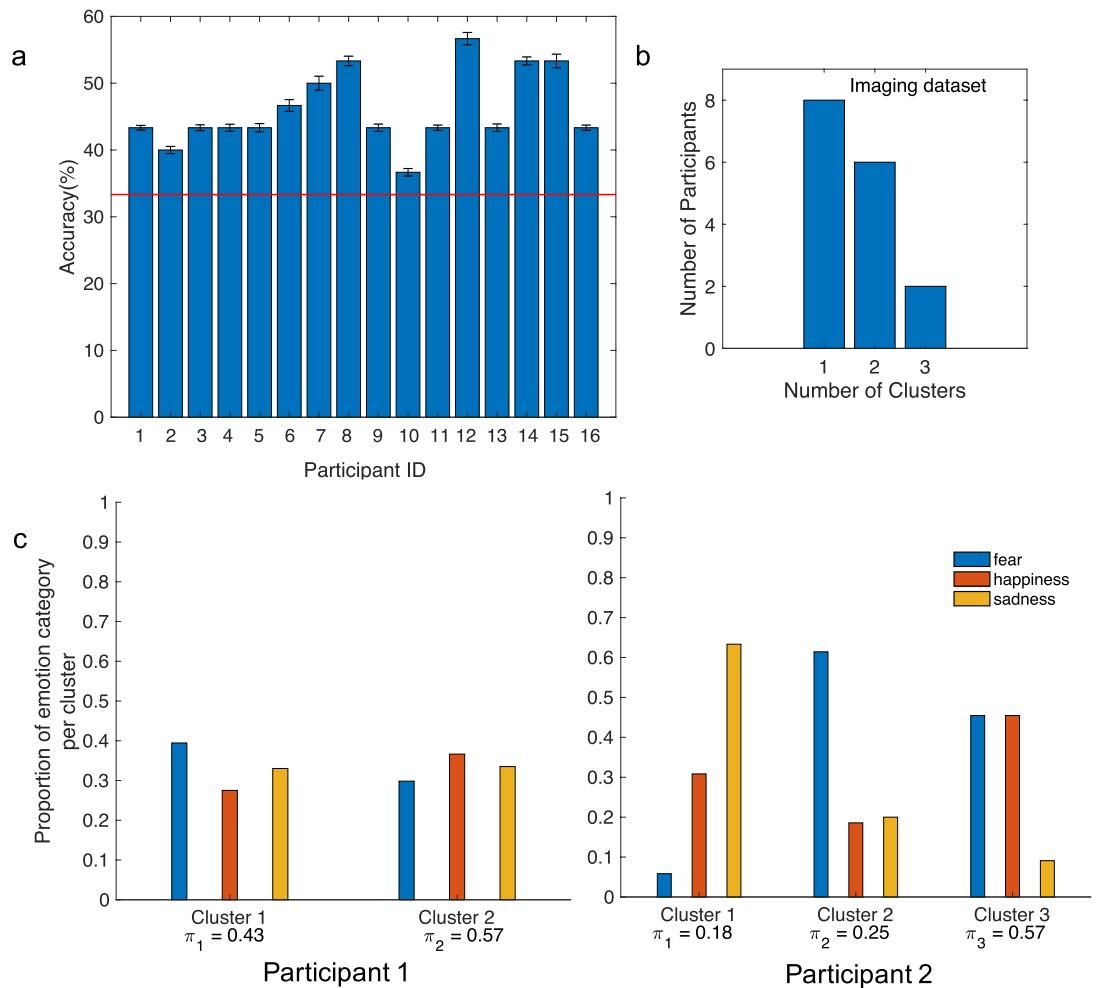 a
60
50
40
30
20
10
0
Accuracy(%)
1 2 3 4 5 6 7 8 9 10 11 12 13 14 15 16
Participant ID
b
Imaging dataset
8
6
4
2
0
Number of Participants
1 2 3
Number of Clusters
c
1
0.9
0.8
0.7
0.6
0.5
0.4
0.3
0.2
0.1
0
Proportion of emotion category
per cluster
Cluster 1 Cluster 2
π1 = 0.43 π2 = 0.57
Participant 1
1
0.9
0.8
0.7
0.6
0.5
0.4
0.3
0.2
0.1
0
fear
happiness
sadness
Cluster 1 Cluster 2 Cluster 3
π1 = 0.18 π2 = 0.25 π3 = 0.57
Participant 2